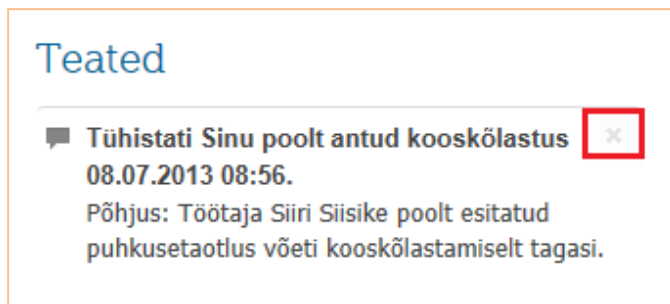 Teated
Tühistati Sinu poolt antud kooskõlastus
08.07.2013 08:56.
Põhjus: Töötaja Siiri Siisike poolt esitatud
puhkusetaotlus võeti kooskõlastamiselt tagasi.